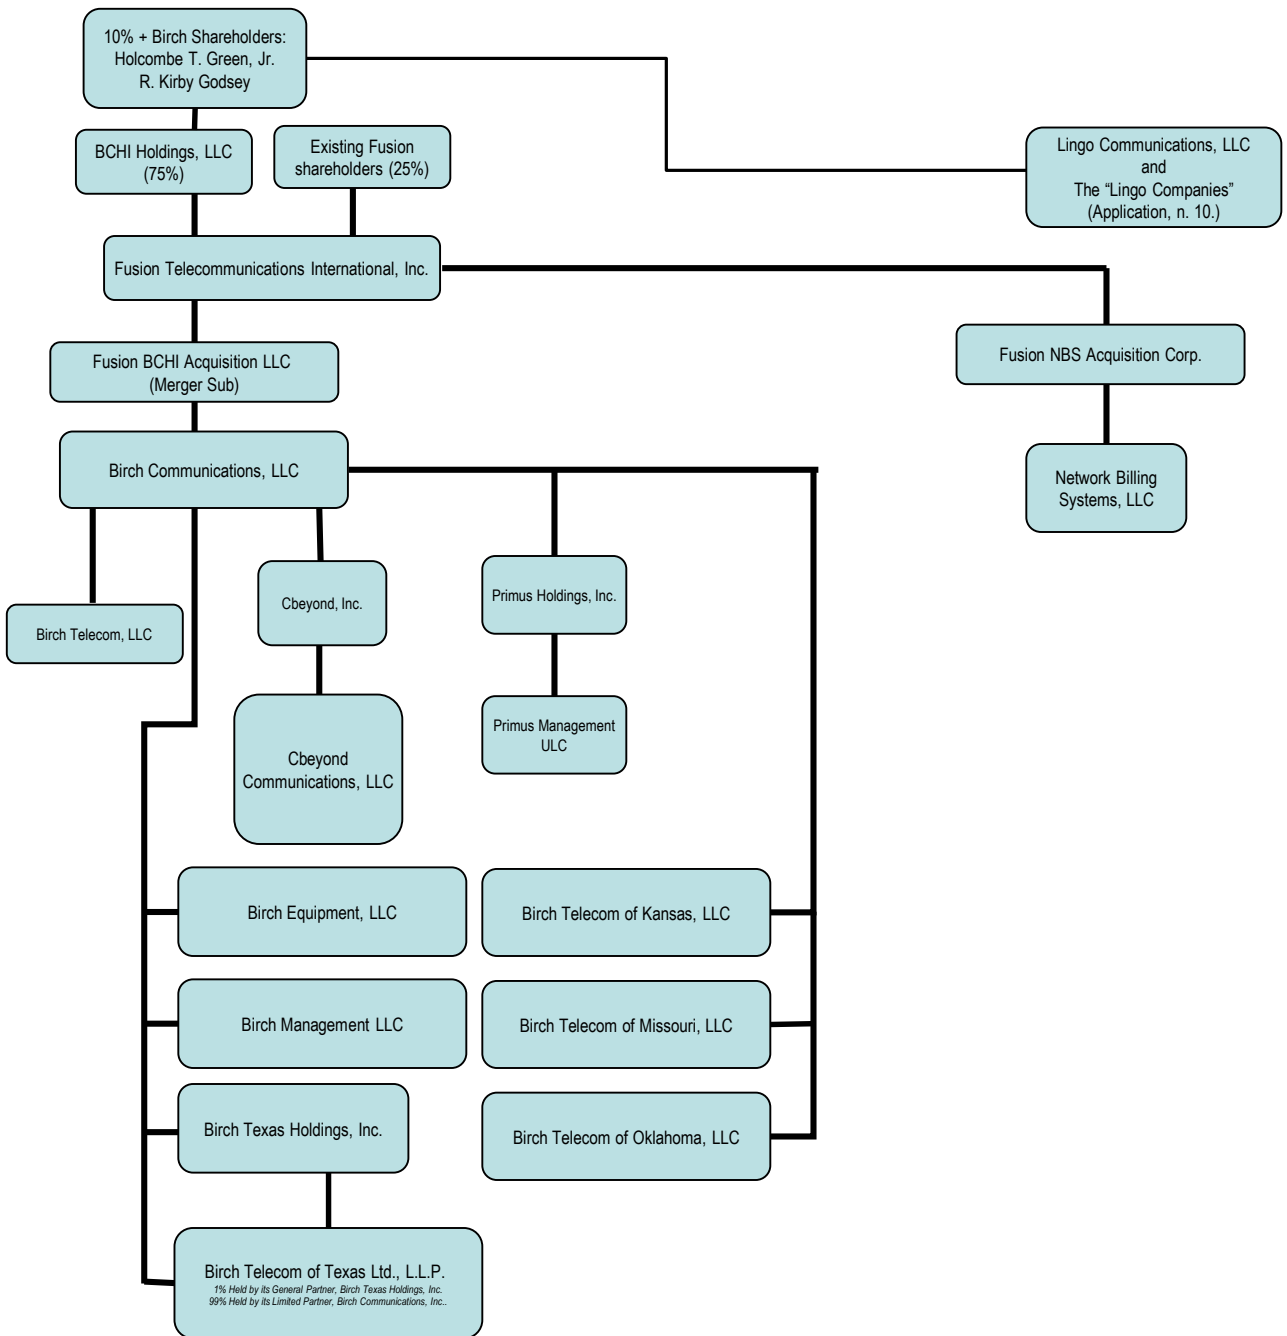 10% + Birch Shareholders:
Holcombe T. Green, Jr.
R. Kirby Godsey
BCHI Holdings, LLC
(75%)
Existing Fusion
shareholders (25%)
Lingo Communications, LLC
and
The “Lingo Companies”
(Application, n. 10.)
Fusion Telecommunications International, Inc.
Fusion BCHI Acquisition LLC
(Merger Sub)
Fusion NBS Acquisition Corp.
Birch Communications, LLC
Network Billing
Systems, LLC
Birch Telecom, LLC
Cbeyond, Inc.
Primus Holdings, Inc.
Cbeyond
Communications, LLC
Primus Management
ULC
Birch Equipment, LLC
Birch Telecom of Kansas, LLC
Birch Management LLC
Birch Telecom of Missouri, LLC
Birch Texas Holdings, Inc.
Birch Telecom of Oklahoma, LLC
Birch Telecom of Texas Ltd., L.L.P.
1% Held by its General Partner, Birch Texas Holdings, Inc.
99% Held by its Limited Partner, Birch Communications, Inc..